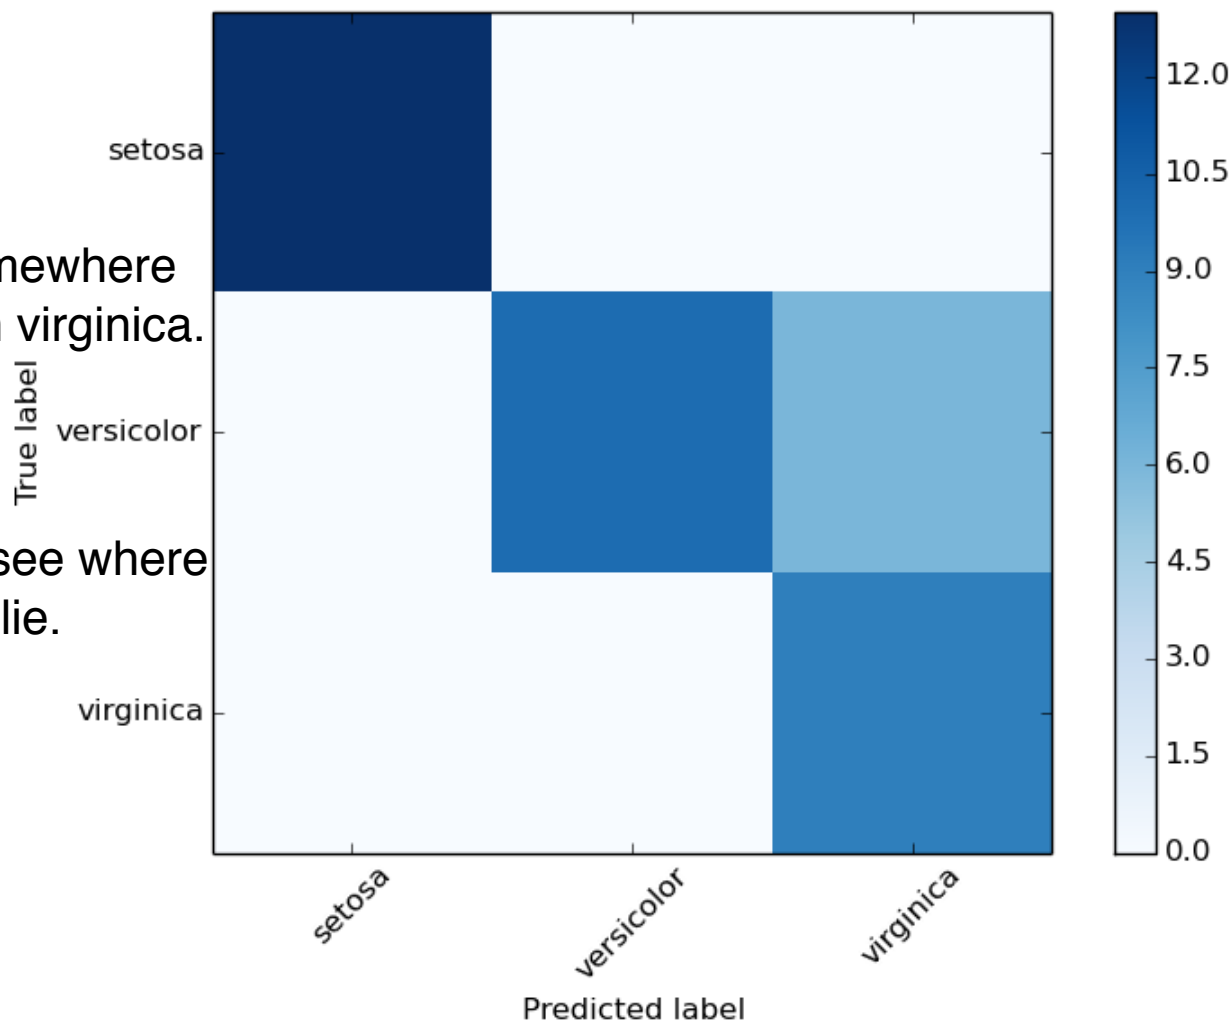 setosa
mewhere
virginica.
True label
versicolor
see where
lie.
virginica
12.0
10.5
9.0
7.5
6.0
4.5
3.0
1.5
0.0
setosa
versicolor
virginica
Predicted label